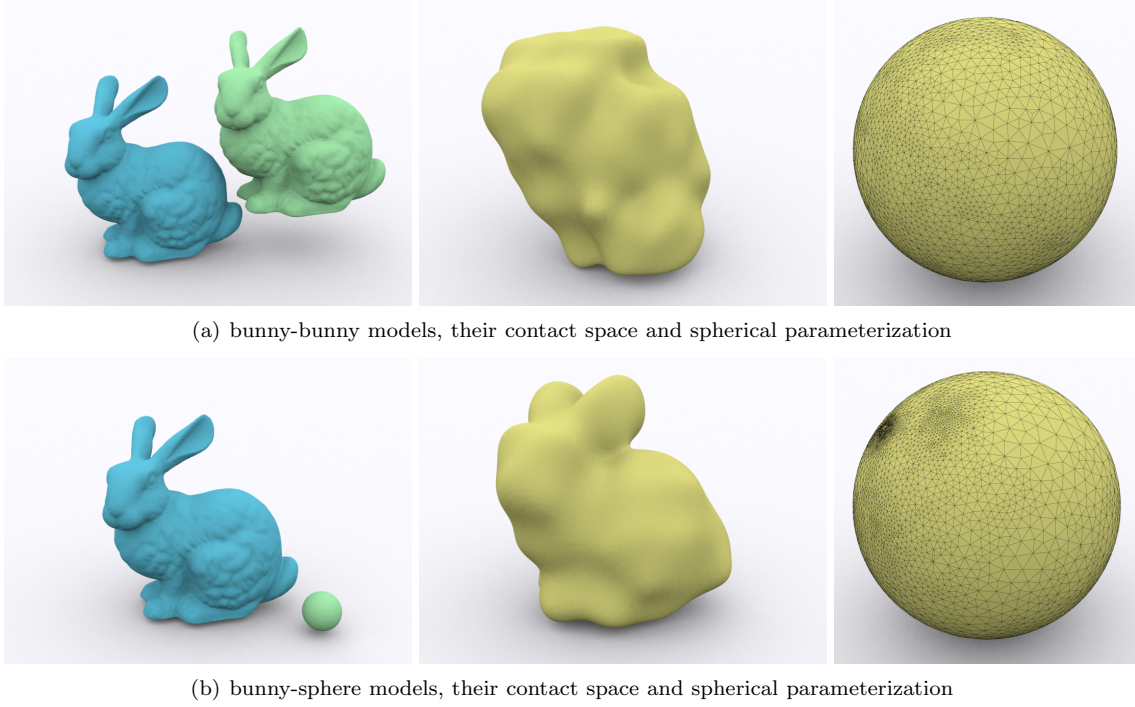 (a) bunny-bunny models, their contact space and spherical parameterization
(b) bunny-sphere models, their contact space and spherical parameterization